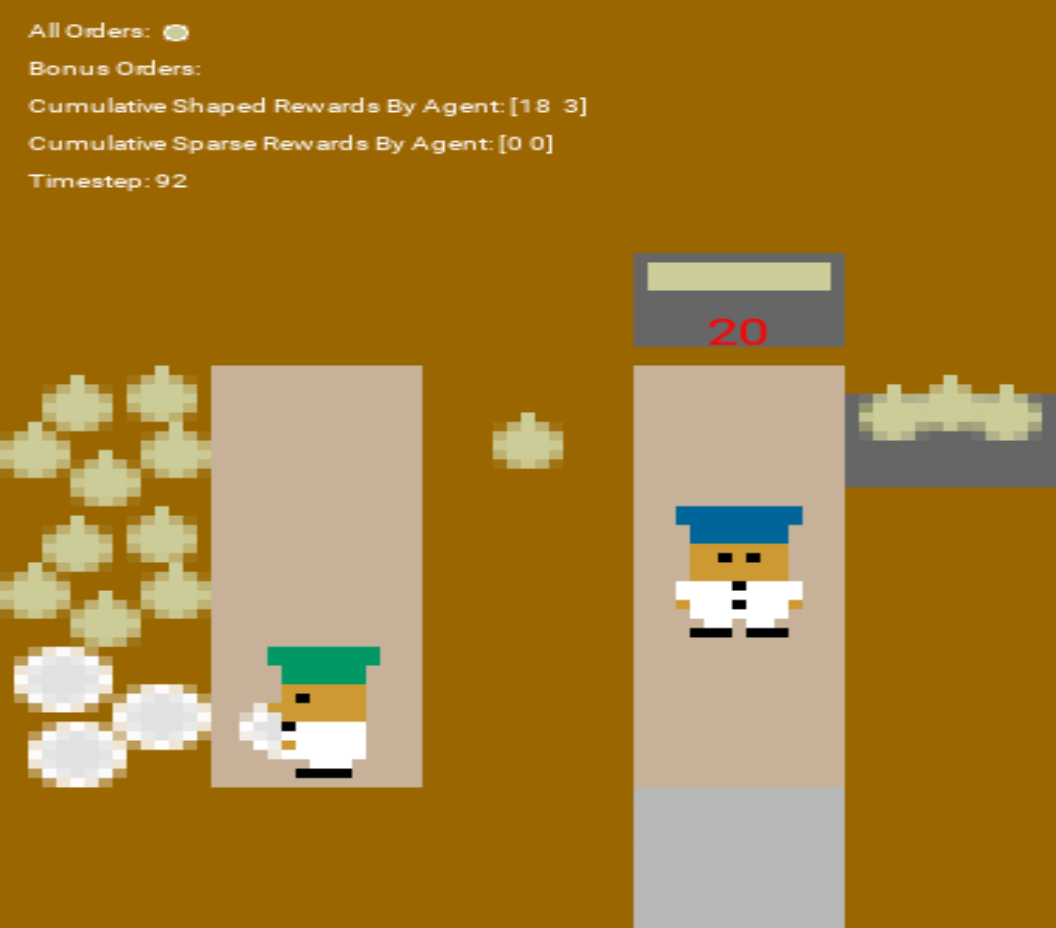 All Orders:
Bonus Orders:
Cumulative Shaped Rewards By Agent: [18 3]
Cumulative Sparse Rewards By Agent: [0 0]
Timestep: 92
20